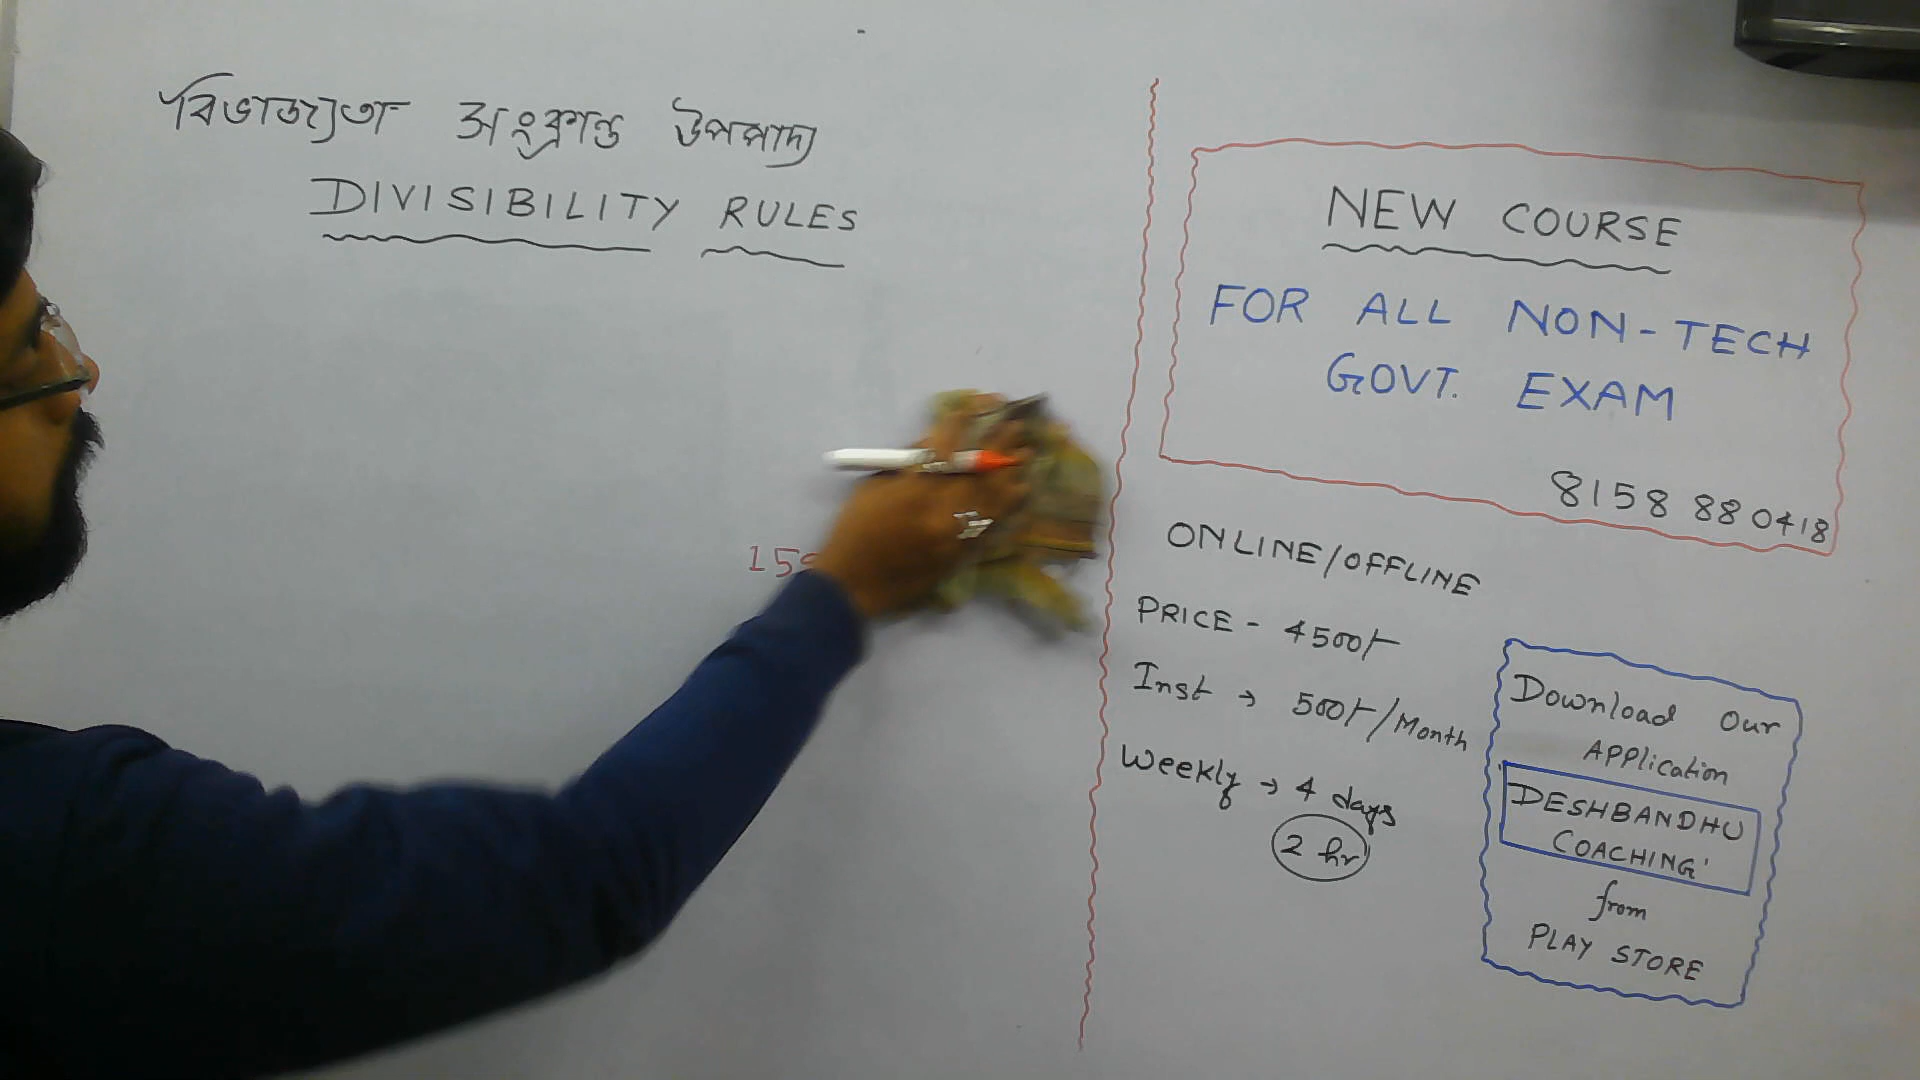 বিভাজ্যতা সংক্রান্ত উপপাদ্য
DIVISIBILITY RULES
159
NEW COURSE
FOR ALL NON-TECH
GOVT. EXAM
8158 880418
ONLINE/OFFLINE
PRICE - 4500/-
Inst → 500/-/Month
Weekly → 4 days
2 hr
Download Our
Application
DESHBANDHU
COACHING'
from
PLAY STORE